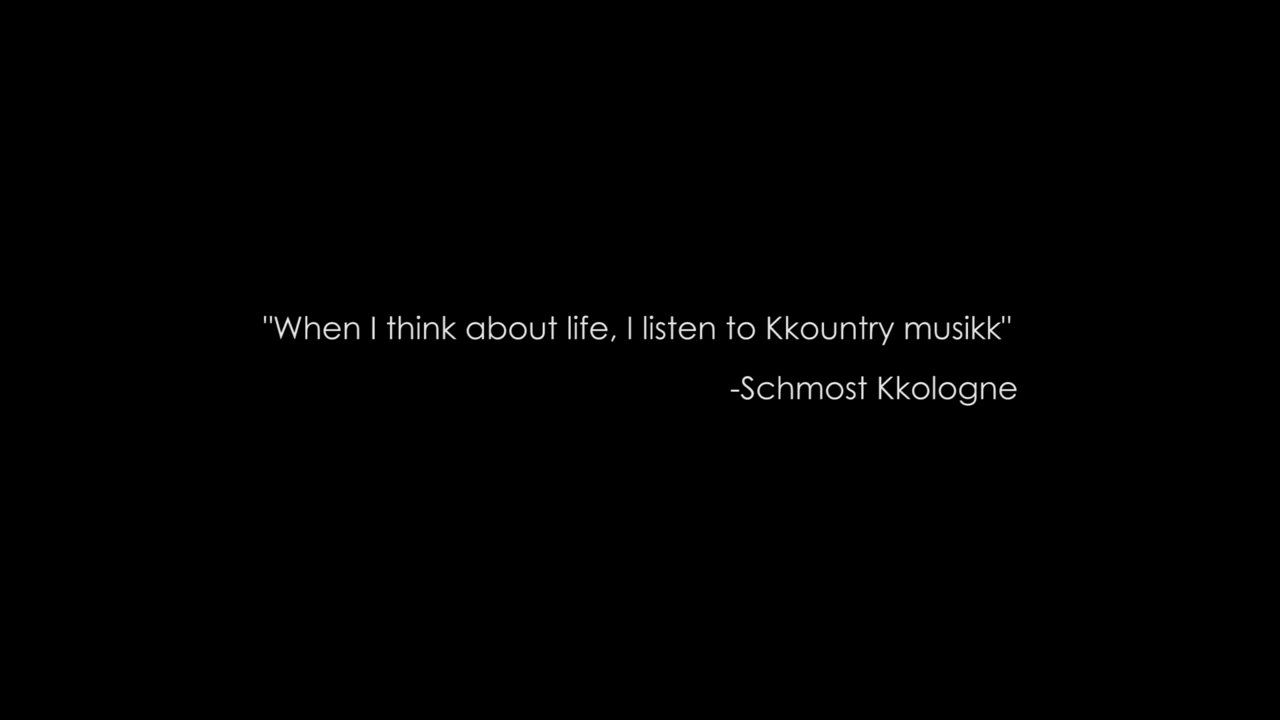 "When I think about life, I listen to Kkountry musikk"
-Schmost Kkologne